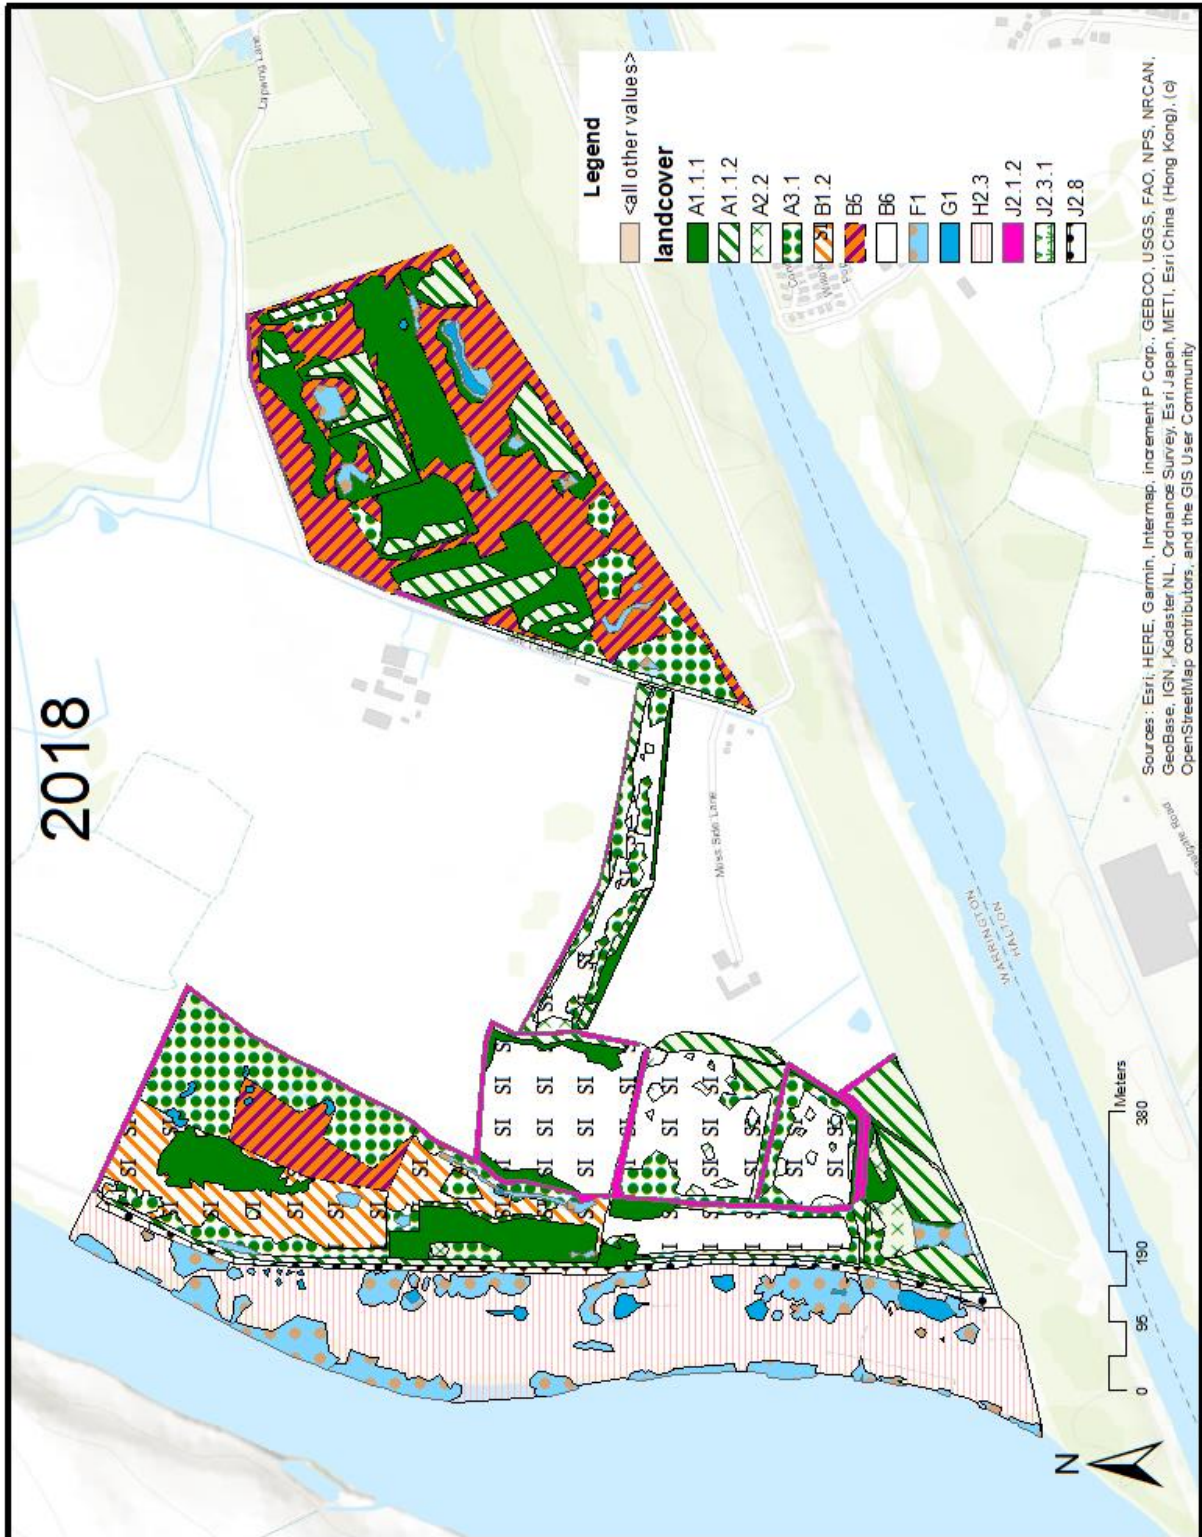 2018
Lapwing Lane
Moss Side Lane
WARRINGTON
HALTON
Legend
<all other values>
landcover
A1.1.1
A1.1.2
A2.2
A3.1
B1.2
B5
B6
F1
G1
H2.3
J2.1.2
J2.3.1
J2.8
N
0 95 190 380
Meters
Sources: Esri, HERE, Garmin, Intermap, increment P Corp., GEBCO, USGS, FAO, NPS, NRCAN,
GeoBase, IGN, Kadaster NL, Ordnance Survey, Esri Japan, METI, Esri China (Hong Kong), (c)
OpenStreetMap contributors, and the GIS User Community